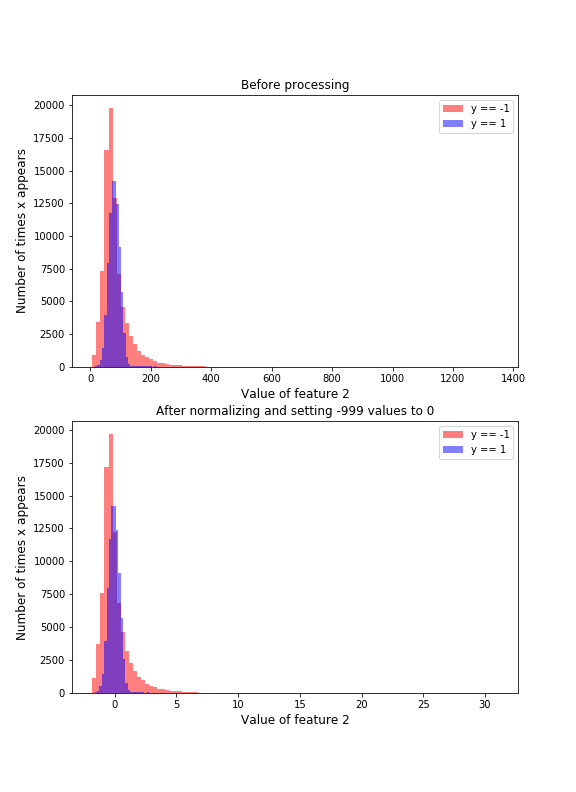 Before processing
20000
17500
15000
12500
10000
7500
5000
2500
0
Number of times x appears
y == -1
y == 1
0 200 400 600 800 1000 1200 1400
Value of feature 2
After normalizing and setting -999 values to 0
20000
17500
15000
12500
10000
7500
5000
2500
0
Number of times x appears
y == -1
y == 1
0 5 10 15 20 25 30
Value of feature 2